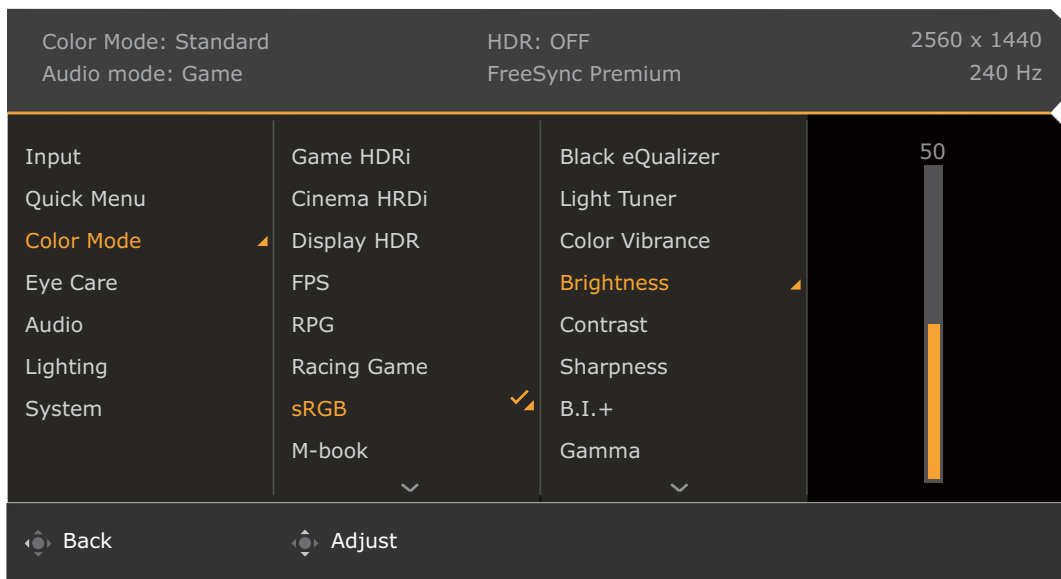 Color Mode: Standard
HDR: OFF
2560 x 1440
Audio mode: Game
FreeSync Premium
240 Hz
Input
Quick Menu
Color Mode
Eye Care
Audio
Lighting
System
Game HDRi
Cinema HRDi
Display HDR
FPS
RPG
Racing Game
sRGB
M-book
Black eQualizer
Light Tuner
Color Vibrance
Brightness
Contrast
Sharpness
B.I.+
Gamma
50
Back
Adjust